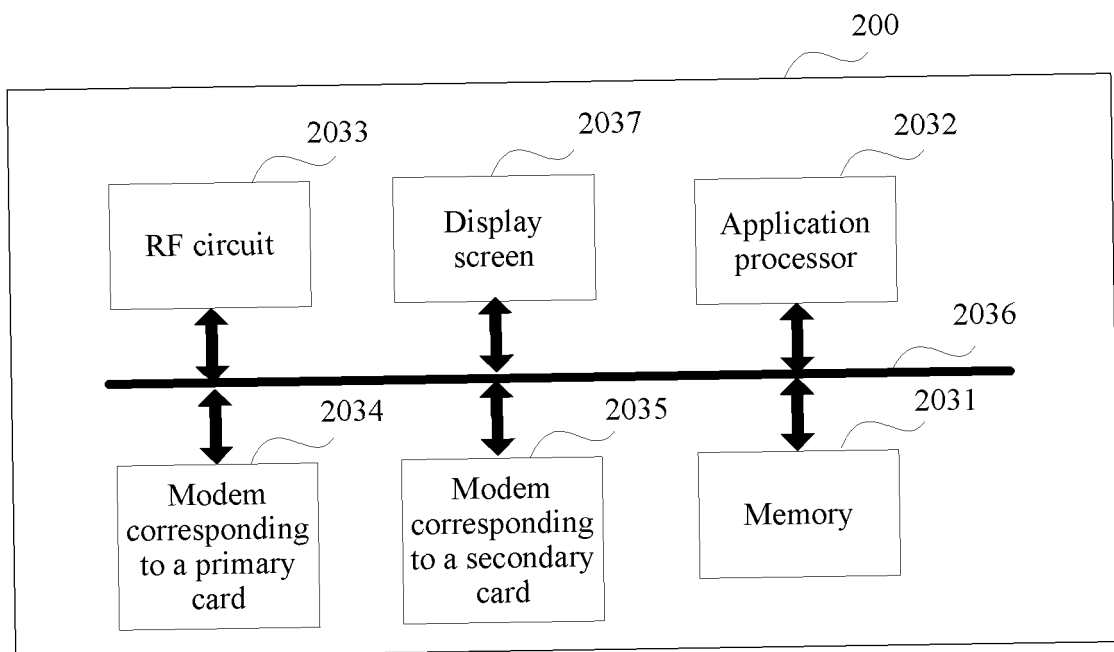 200
2033
2037
2032
RF circuit
Display
screen
Application
processor
2036
2034
2035
2031
Modem
corresponding
to a primary
card
Modem
corresponding
to a secondary
card
Memory